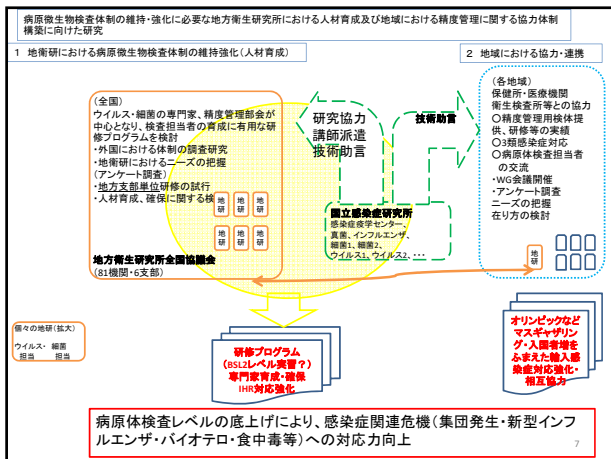 病原微生物検査体制の維持・強化に必要な地方衛生研究所における人材育成及び地域における精度管理に関する協力体制
構築に向けた研究
1 地衛研における病原微生物検査体制の維持強化(人材育成)
2 地域における協力・連携
(全国)
ウイルス・細菌の専門家、精度管理部会が
中心となり、検査担当者の育成に有用な研
修プログラムを検討
・外国における体制の調査研究
・地衛研におけるニーズの把握
(アンケート調査)
・地方支部単位研修の試行
・人材育成、確保に関する検
地研
地研
地研
地研
地研
地研
地方衛生研究所全国協議会
(81機関・6支部)
研究協力
講師派遣
技術助言
技術助言
国立感染症研究所
感染症疫学センター、
真菌、インフルエンザ、
細菌1、細菌2、
ウイルス1、ウイルス2、・・・
(各地域)
保健所・医療機関
衛生検査所等との協力
〇精度管理用検体提
供、研修等の実績
〇3類感染症対応
〇病原体検査担当者
の交流
・WG会議開催
・アンケート調査
ニーズの把握
在り方の検討
地研
個々の地研(拡大)
ウイルス・ 細菌
担当 担当
研修プログラム
(BSL2レベル実習?)
専門家育成・確保
IHR対応強化
オリンピックなど
マスギャザリン
グ・入国者増を
ふまえた輸入感
染症対応強化・
相互協力
病原体検査レベルの底上げにより、感染症関連危機(集団発生・新型インフ
ルエンザ・バイオテロ・食中毒等)への対応力向上
7